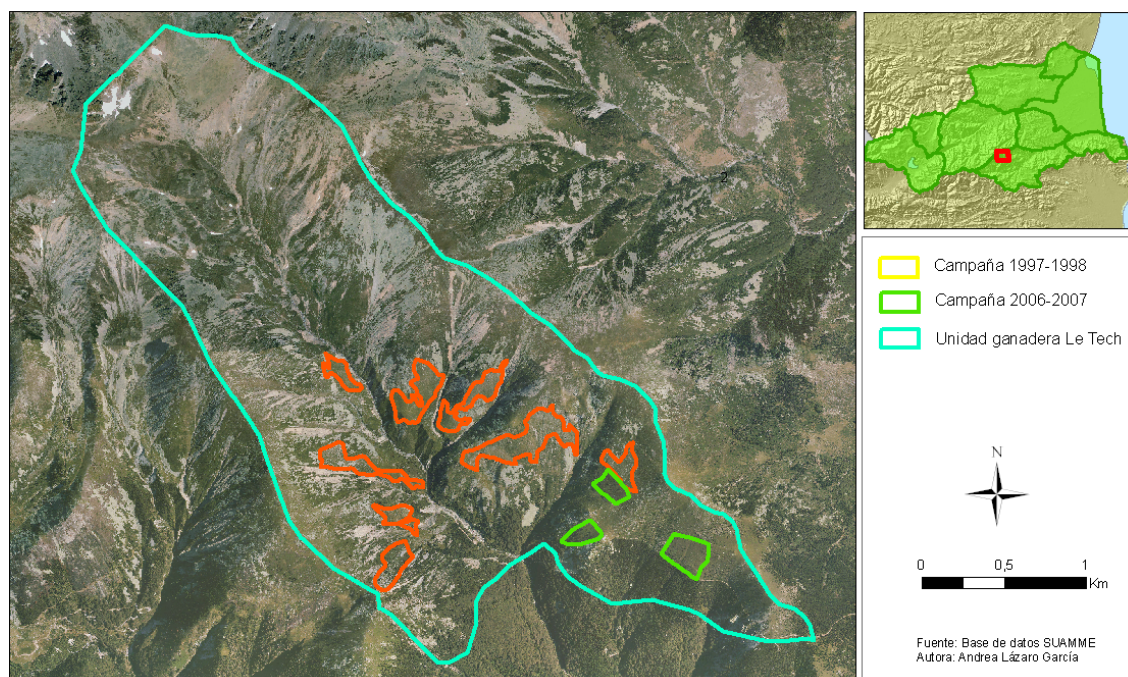 2
Campaña 1997-1998
Campaña 2006-2007
Unidad ganadera Le Tech
N
0 0,5 1
Km
Fuente: Base de datos SUAMME
Autora: Andrea Lázaro García